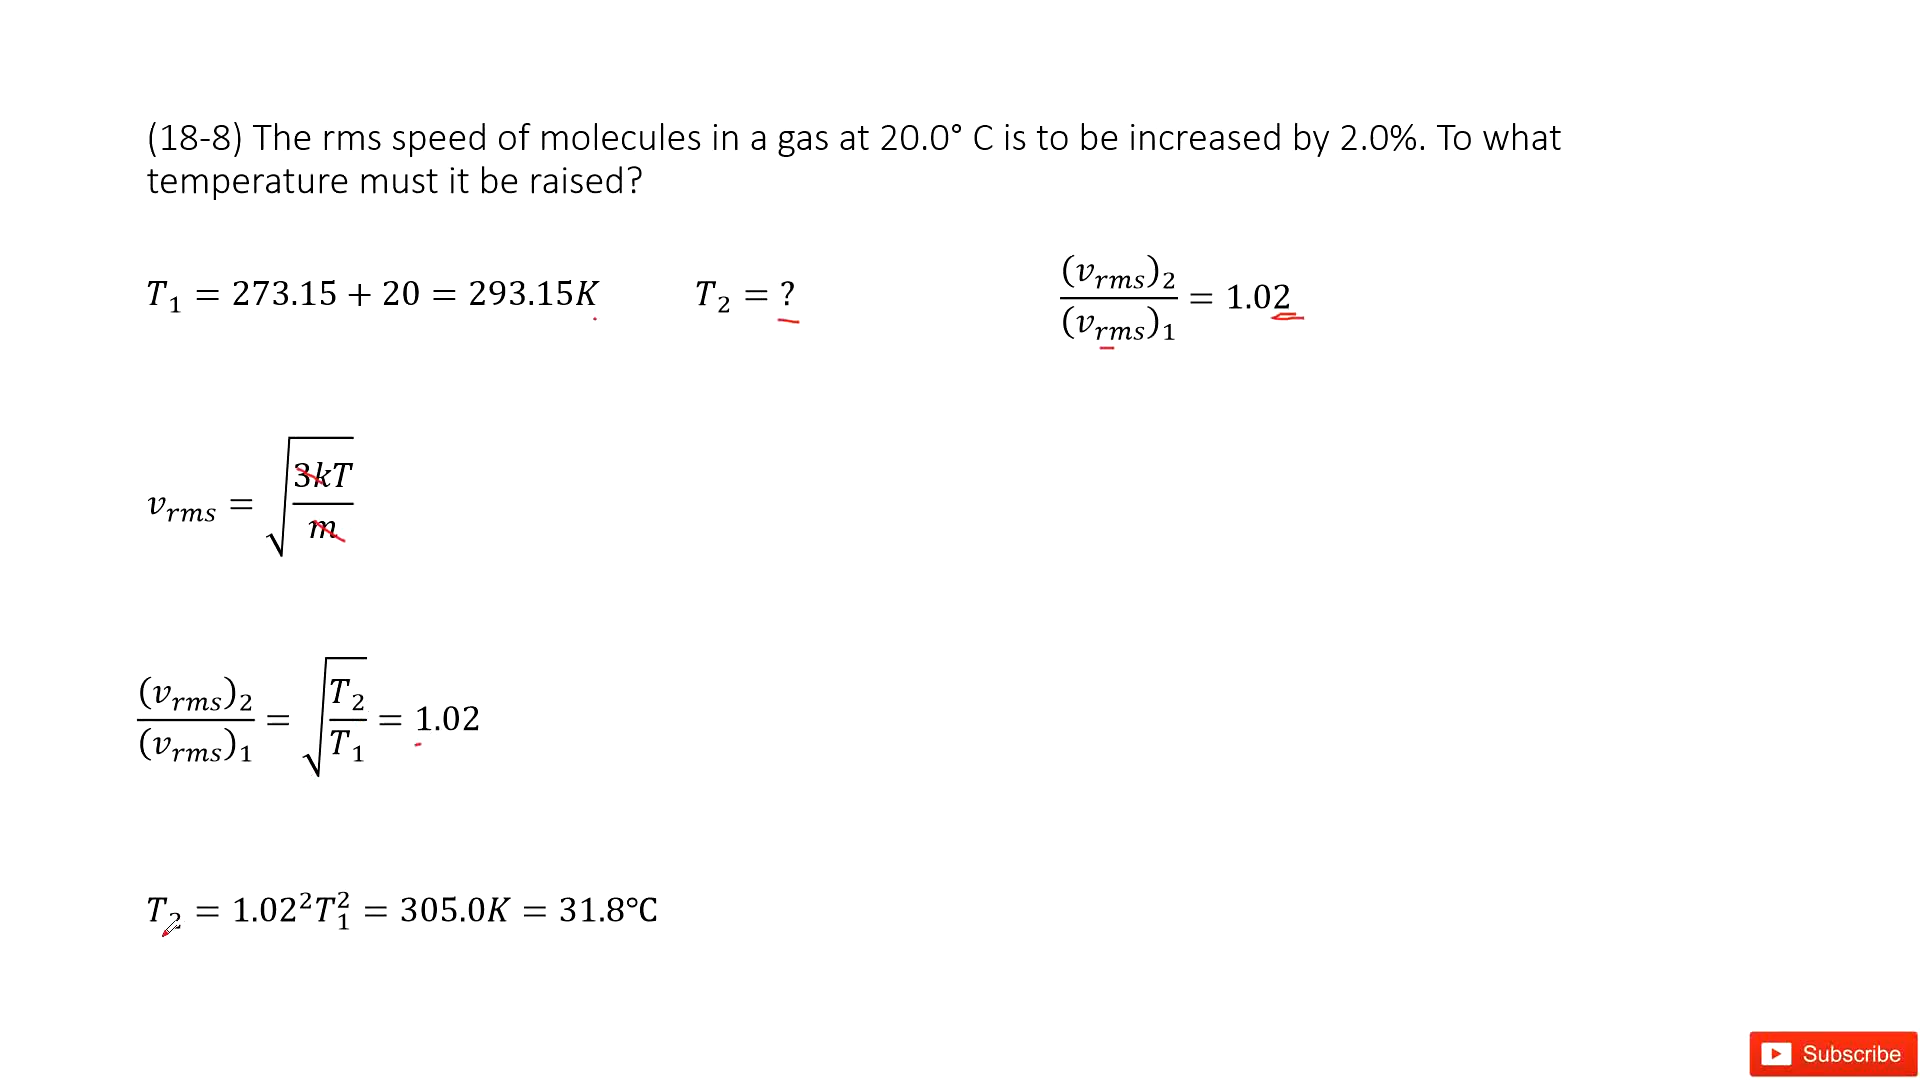 (18-8) The rms speed of molecules in a gas at 20.0° C is to be increased by 2.0%. To what
temperature must it be raised?
T₁ = 273.15 + 20 = 293.15K T₂ = ? (v_rms)₂/(v_rms)₁ = 1.02
v_rms = √(3kT/m)
(v_rms)₂/(v_rms)₁ = √(T₂/T₁) = 1.02
T₂ = 1.02²T₁² = 305.0K = 31.8°C
Subscribe